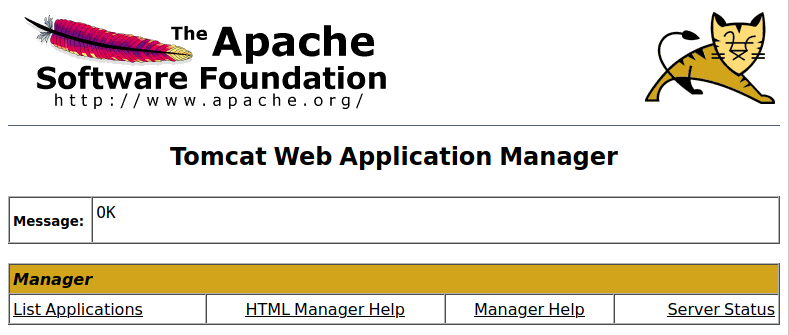 The Apache
Software Foundation
http://www.apache.org/
Tomcat Web Application Manager
Message: OK
Manager
List Applications HTML Manager Help Manager Help Server Status